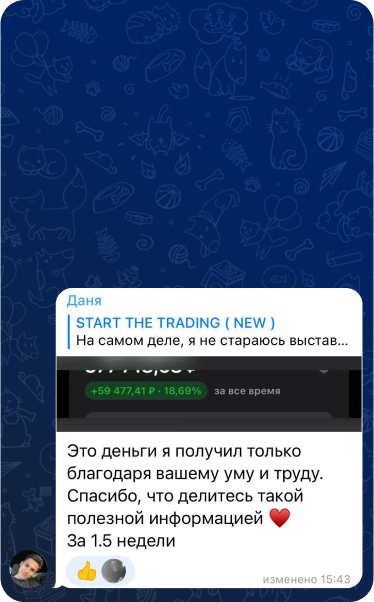 Даня
START THE TRADING ( NEW )
На самом деле, я не стараюсь выстав...
+59 477,41 ₽ · 18,69% за все время
Это деньги я получил только
благодаря вашему уму и труду.
Спасибо, что делитесь такой
полезной информацией ♥️
За 1.5 недели
👍
изменено 15:43